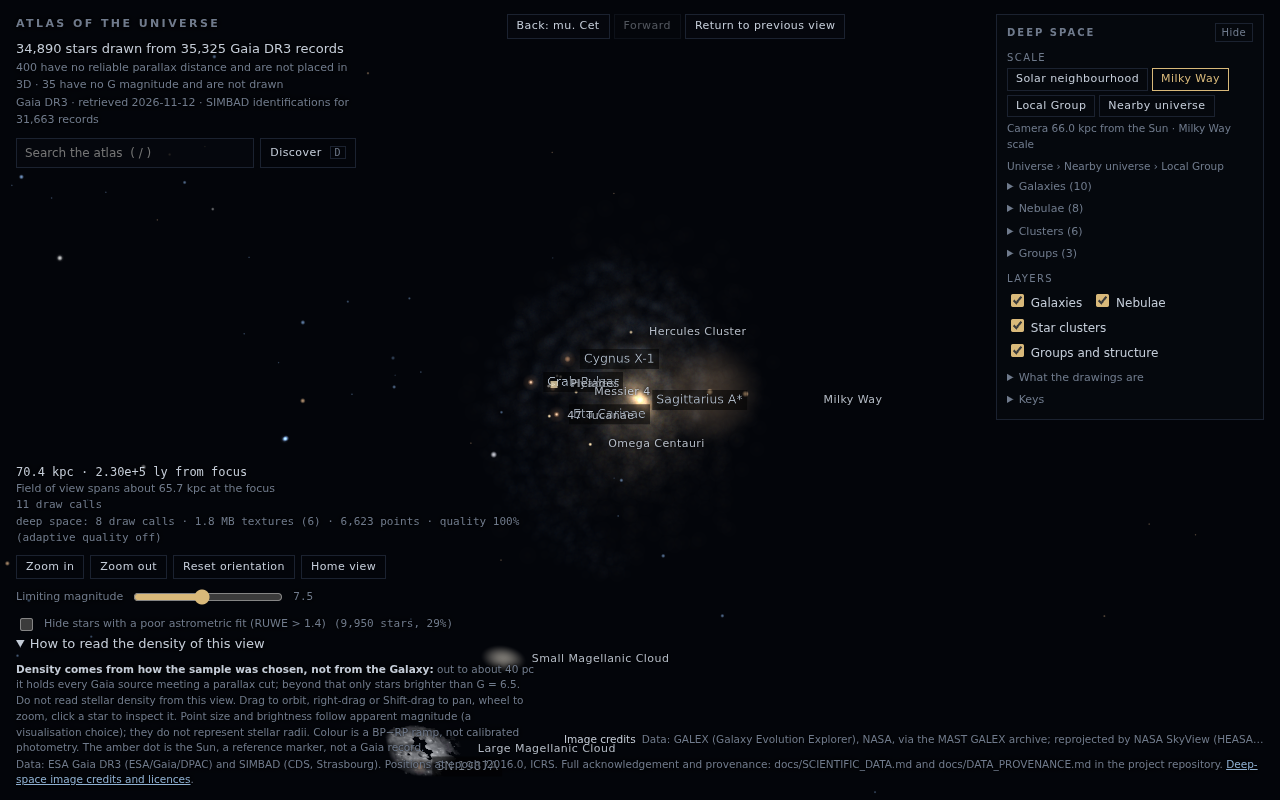 ATLAS OF THE UNIVERSE
34,890 stars drawn from 35,325 Gaia DR3 records
400 have no reliable parallax distance and are not placed in
3D · 35 have no G magnitude and are not drawn
Gaia DR3 · retrieved 2026-11-12 · SIMBAD identifications for
31,663 records
Search the atlas ( / )
Discover D
Back: mu. Cet
Forward
Return to previous view
DEEP SPACE
Hide
SCALE
Solar neighbourhood
Milky Way
Local Group
Nearby universe
Camera 66.0 kpc from the Sun · Milky Way
scale
Universe › Nearby universe › Local Group
▶ Galaxies (10)
▶ Nebulae (8)
▶ Clusters (6)
▶ Groups (3)
LAYERS
Galaxies
Nebulae
Star clusters
Groups and structure
▶ What the drawings are
▶ Keys
Hercules Cluster
Cygnus X-1
Crab Pulsar
Pleiades
Messier 4
Sagittarius A*
Milky Way
Eta Carinae
47 Tucanae
Omega Centauri
70.4 kpc · 2.30e+5 ly from focus
Field of view spans about 65.7 kpc at the focus
11 draw calls
deep space: 8 draw calls · 1.8 MB textures (6) · 6,623 points · quality 100%
(adaptive quality off)
Zoom in
Zoom out
Reset orientation
Home view
Limiting magnitude
7.5
Hide stars with a poor astrometric fit (RUWE > 1.4) (9,950 stars, 29%)
▼ How to read the density of this view
Density comes from how the sample was chosen, not from the Galaxy: out to about 40 pc
it holds every Gaia source meeting a parallax cut; beyond that only stars brighter than G = 6.5.
Do not read stellar density from this view. Drag to orbit, right-drag or Shift-drag to pan, wheel to
zoom, click a star to inspect it. Point size and brightness follow apparent magnitude (a
visualisation choice); they do not represent stellar radii. Colour is a BP−RP ramp, not calibrated
photometry. The amber dot is the Sun, a reference marker, not a Gaia record.
Small Magellanic Cloud
Large Magellanic Cloud
SN 1987A
Image credits Data: GALEX (Galaxy Evolution Explorer), NASA, via the MAST GALEX archive; reprojected by NASA SkyView (HEASA…
Data: ESA Gaia DR3 (ESA/Gaia/DPAC) and SIMBAD (CDS, Strasbourg). Positions are epoch J2016.0, ICRS. Full acknowledgement and provenance: docs/SCIENTIFIC_DATA.md and docs/DATA_PROVENANCE.md in the project repository. Deep-
space image credits and licences.